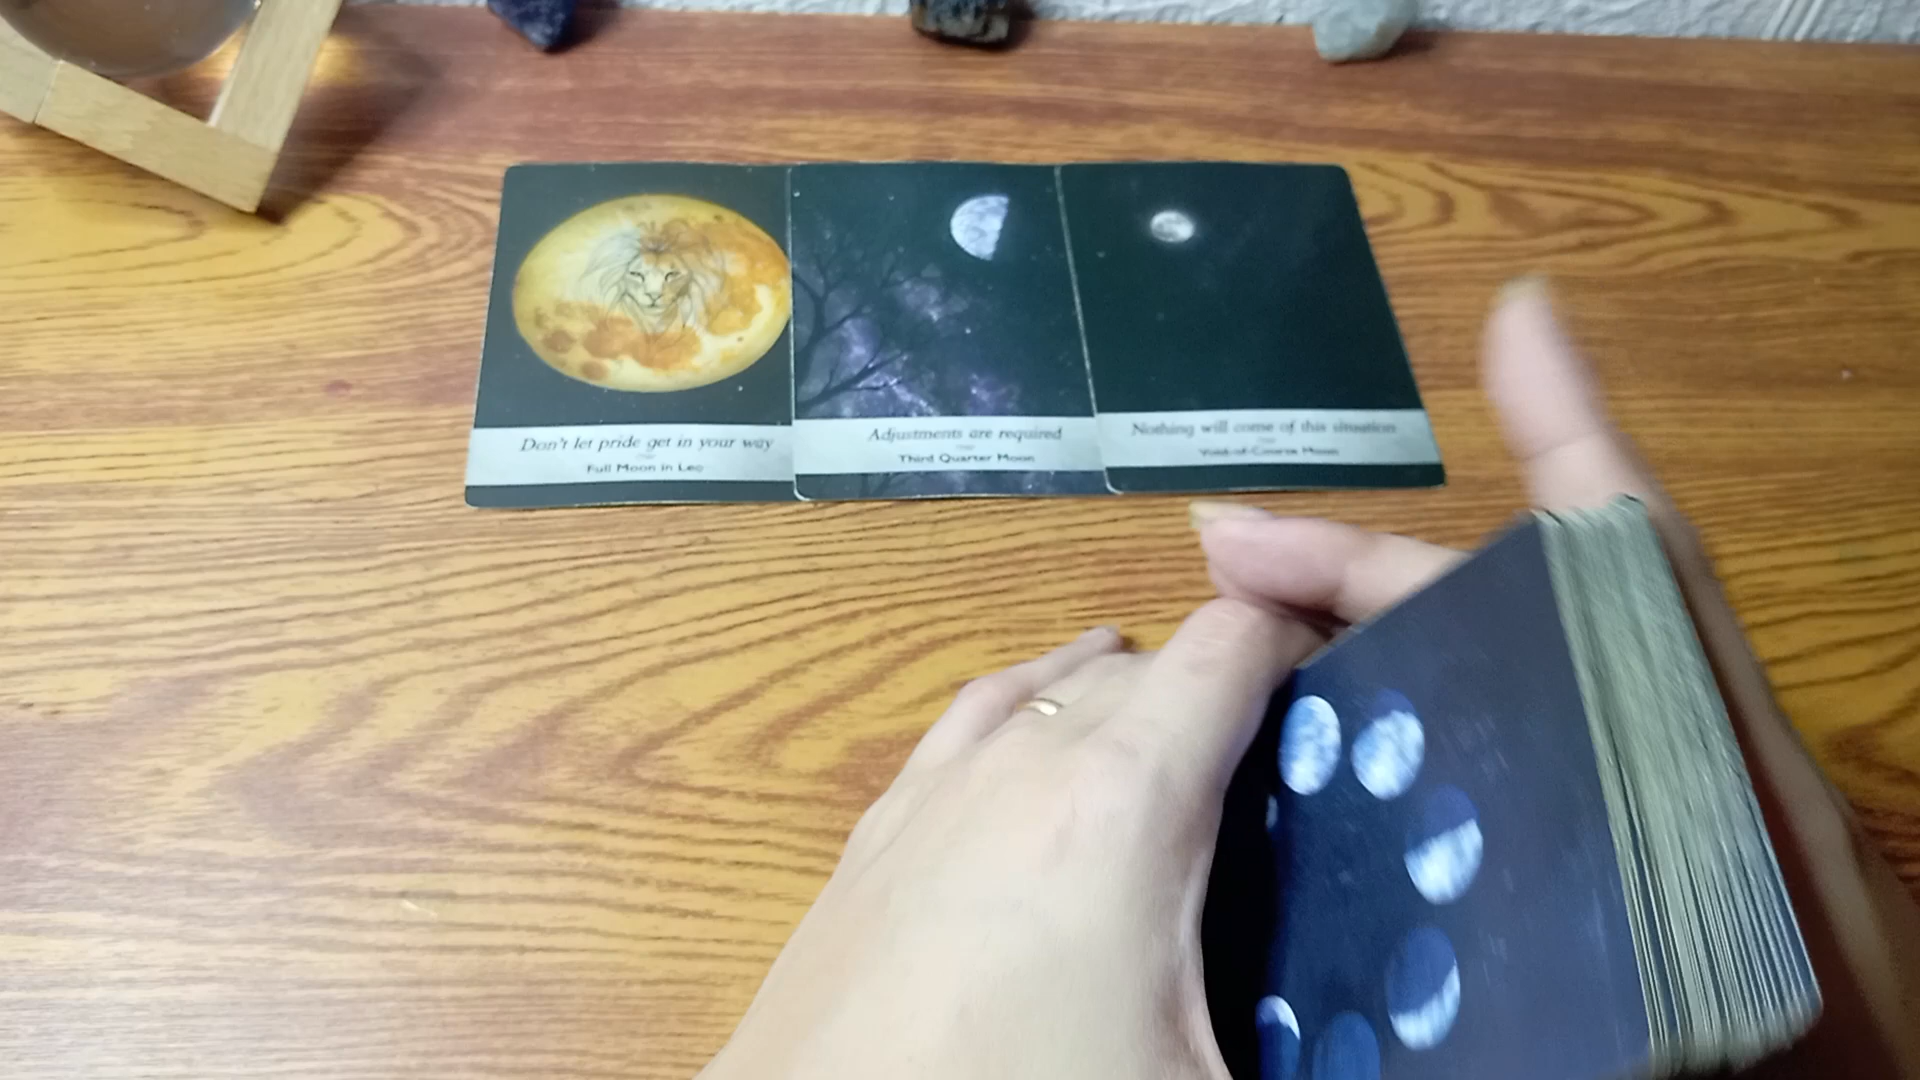 Don't let pride get in your way
Full Moon in Leo
Adjustments are required
Third Quarter Moon
Nothing will come of this situation
Void-of-Course Moon